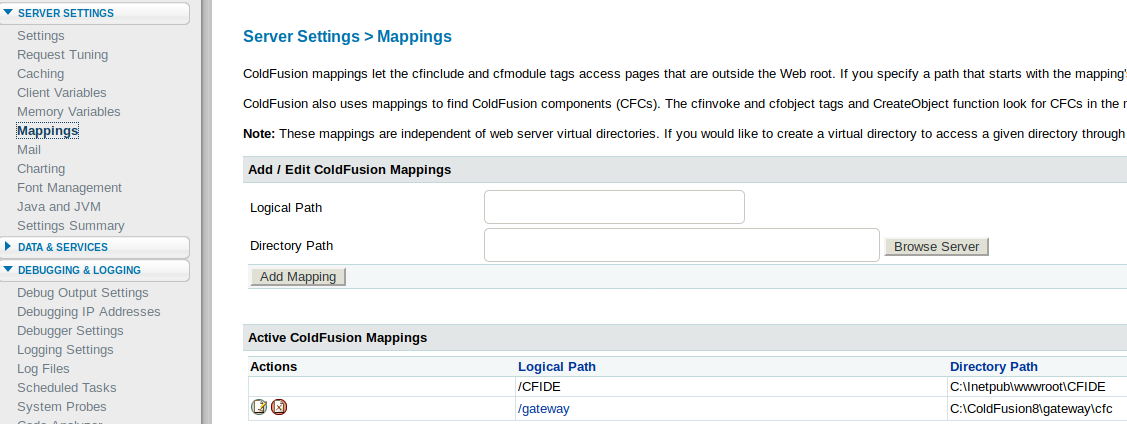 SERVER SETTINGS
Settings
Request Tuning
Caching
Client Variables
Memory Variables
Mappings
Mail
Charting
Font Management
Java and JVM
Settings Summary
DATA & SERVICES
DEBUGGING & LOGGING
Debug Output Settings
Debugging IP Addresses
Debugger Settings
Logging Settings
Log Files
Scheduled Tasks
System Probes
Code Analyzer
Server Settings > Mappings
ColdFusion mappings let the cfinclude and cfmodule tags access pages that are outside the Web root. If you specify a path that starts with the mapping's
ColdFusion also uses mappings to find ColdFusion components (CFCs). The cfinvoke and cfobject tags and CreateObject function look for CFCs in the
Note: These mappings are independent of web server virtual directories. If you would like to create a virtual directory to access a given directory through
Add / Edit ColdFusion Mappings
Logical Path
Directory Path
Browse Server
Add Mapping
Active ColdFusion Mappings
Actions Logical Path Directory Path
/CFIDE C:\Inetpub\wwwroot\CFIDE
/gateway C:\ColdFusion8\gateway\cfc